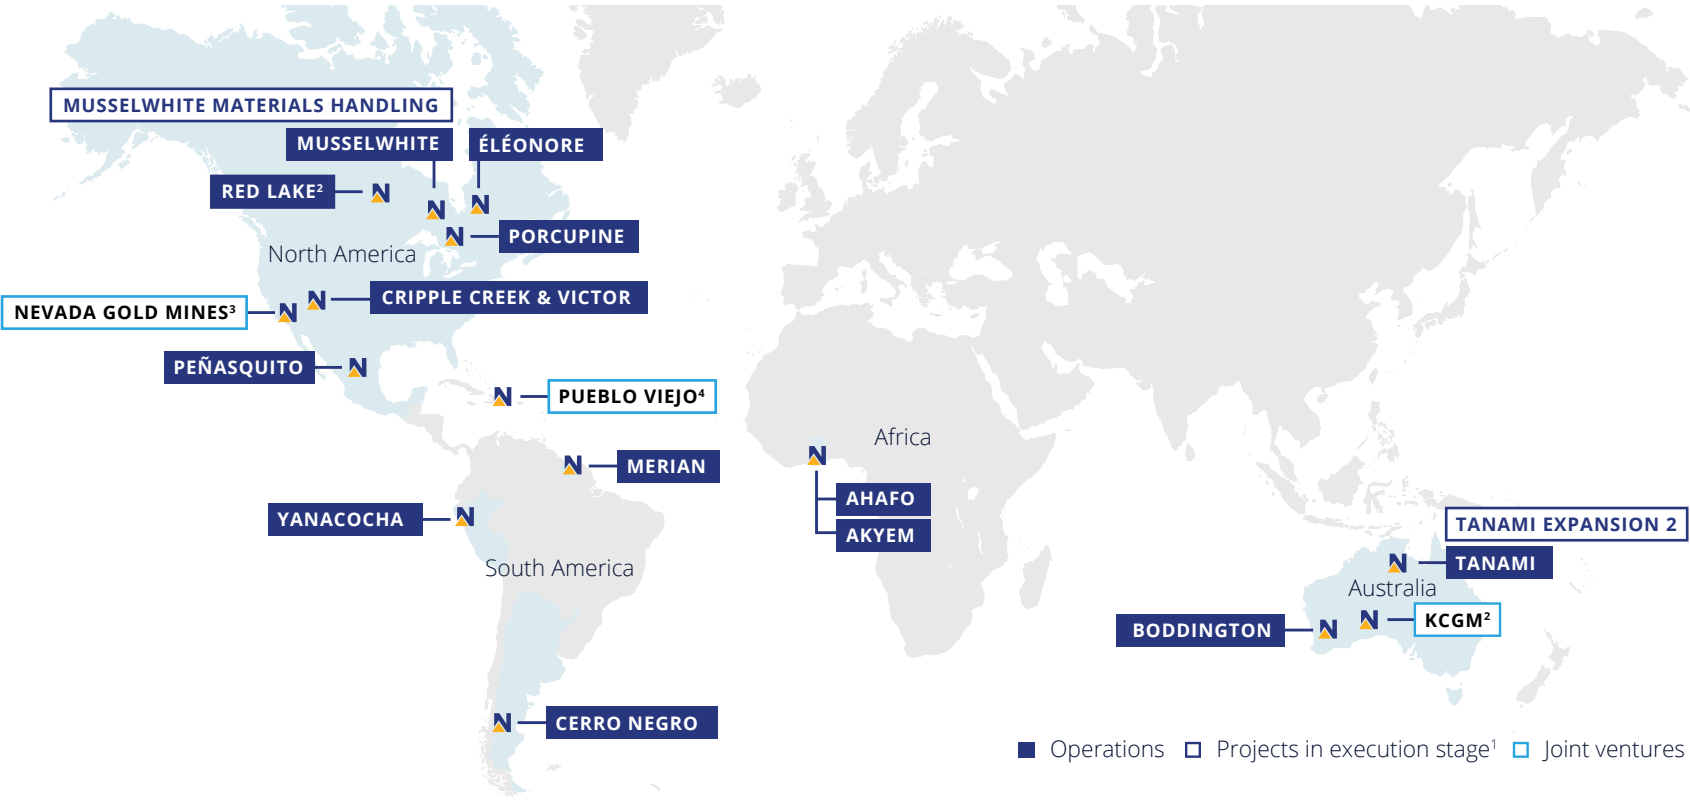 MUSSELWHITE MATERIALS HANDLING
MUSSELWHITE
ÉLÉONORE
RED LAKE²
PORCUPINE
North America
CRIPPLE CREEK & VICTOR
NEVADA GOLD MINES³
PEÑASQUITO
PUEBLO VIEJO⁴
Africa
MERIAN
AHAFO
YANACOCHA
AKYEM
TANAMI EXPANSION 2
TANAMI
South America
Australia
KCGM²
BODDINGTON
CERRO NEGRO
Operations Projects in execution stage¹ Joint ventures